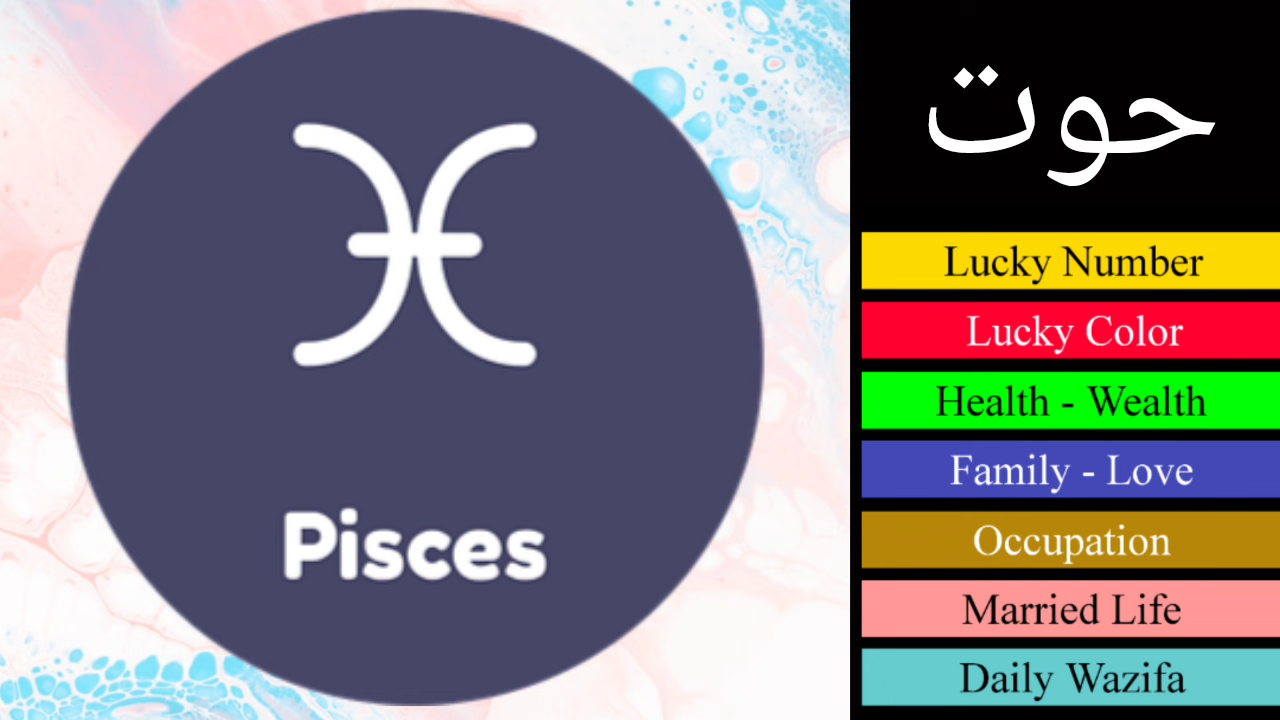 Pisces
حوت
Lucky Number
Lucky Color
Health - Wealth
Family - Love
Occupation
Married Life
Daily Wazifa